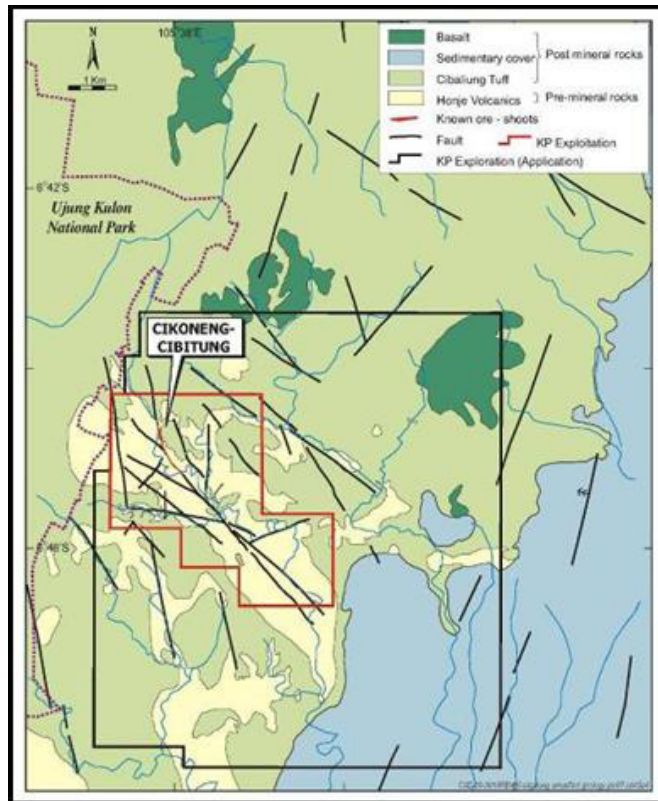 N
105°38'E
1 Km
Basalt
Sedimentary cover
Post mineral rocks
Cibaliung Tuff
Honje Volcanics
Pre-mineral rocks
Known ore - shoots
Fault
KP Exploitation
KP Exploration (Application)
6°42'S
Ujung Kulon
National Park
CIKONENG-
CIBITUNG
6°46'S